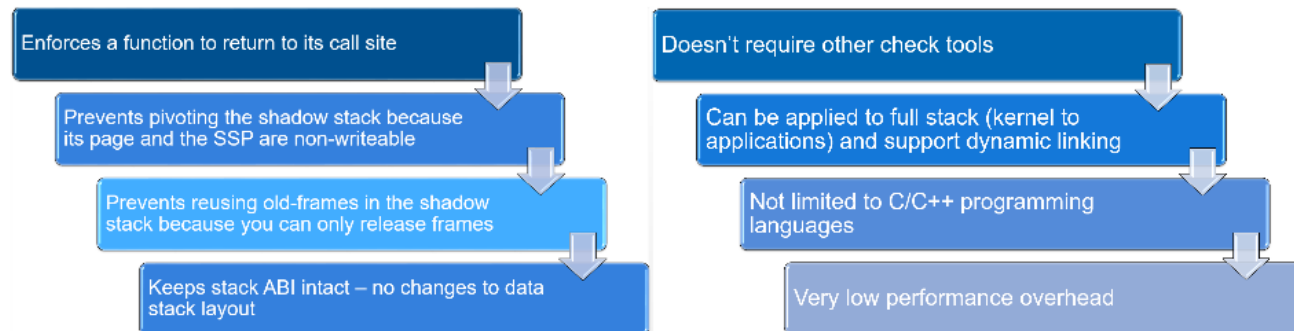 Enforces a function to return to its call site
Prevents pivoting the shadow stack because
its page and the SSP are non-writeable
Prevents reusing old-frames in the shadow
stack because you can only release frames
Keeps stack ABI intact – no changes to data
stack layout
Doesn't require other check tools
Can be applied to full stack (kernel to
applications) and support dynamic linking
Not limited to C/C++ programming
languages
Very low performance overhead